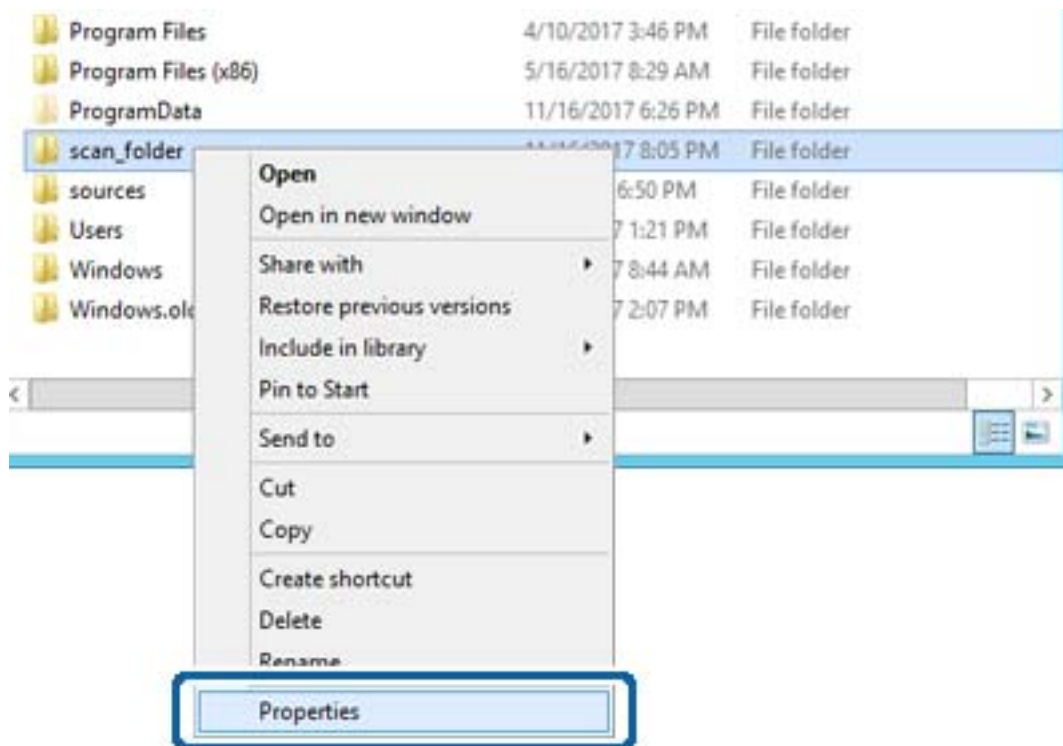 Program Files 4/10/2017 3:46 PM File folder
Program Files (x86) 5/16/2017 8:29 AM File folder
ProgramData 11/16/2017 6:26 PM File folder
scan_folder 17 8:05 PM File folder
sources 6:50 PM File folder
Users 7 1:21 PM File folder
Windows 7 8:44 AM File folder
Windows.old 7 2:07 PM File folder
Open
Open in new window
Share with
Restore previous versions
Include in library
Pin to Start
Send to
Cut
Copy
Create shortcut
Delete
Rename
Properties